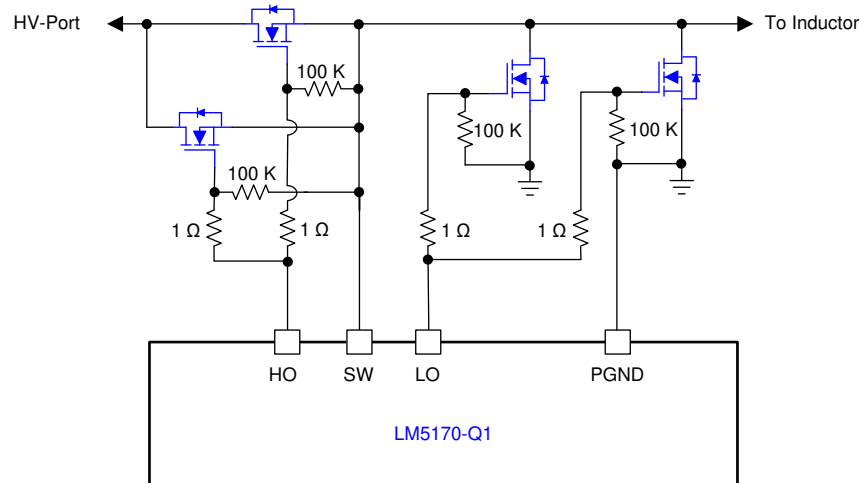 HV-Port
To Inductor
100 K
100 K
100 K
100 K
1 Ω
1 Ω
1 Ω
1 Ω
HO
SW
LO
PGND
LM5170-Q1